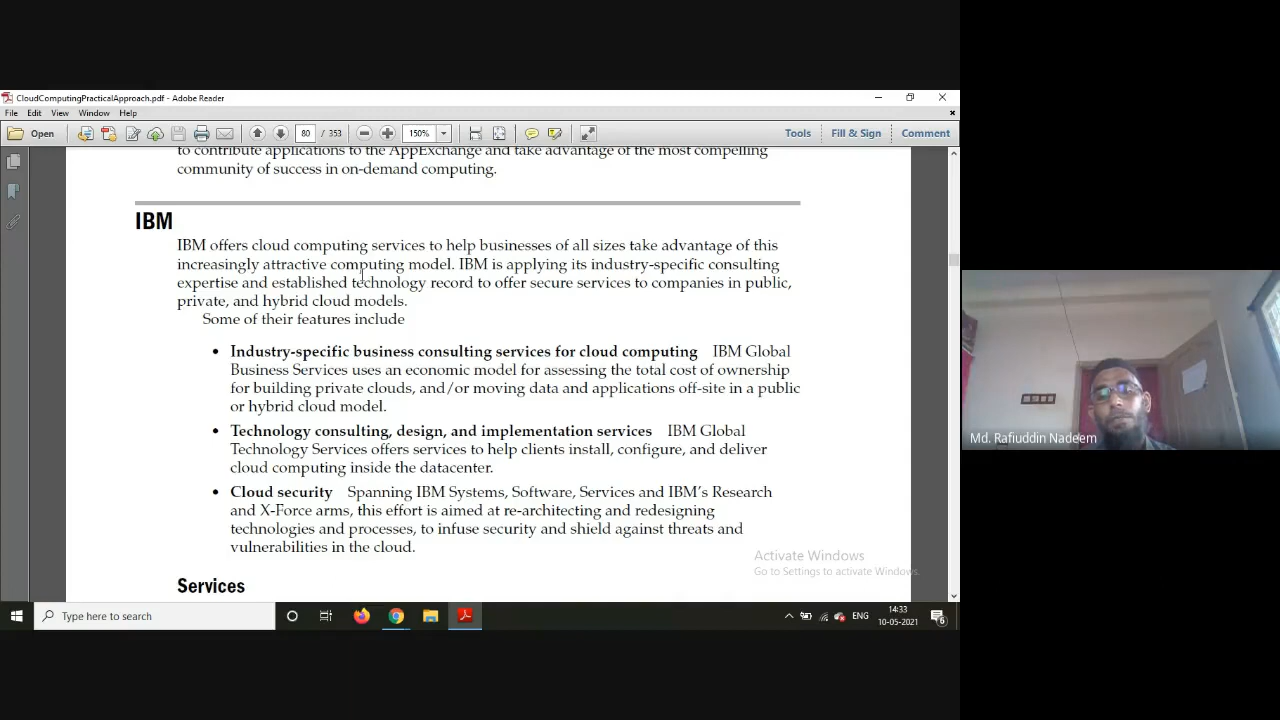 CloudComputingPracticalApproach.pdf - Adobe Reader
File Edit View Window Help
Open 80 / 353 150% Tools Fill & Sign Comment
to contribute applications to the AppExchange and take advantage of the most compelling
community of success in on-demand computing.
IBM
IBM offers cloud computing services to help businesses of all sizes take advantage of this
increasingly attractive computing model. IBM is applying its industry-specific consulting
expertise and established technology record to offer secure services to companies in public,
private, and hybrid cloud models.
Some of their features include
• Industry-specific business consulting services for cloud computing IBM Global
Business Services uses an economic model for assessing the total cost of ownership
for building private clouds, and/or moving data and applications off-site in a public
or hybrid cloud model.
• Technology consulting, design, and implementation services IBM Global
Technology Services offers services to help clients install, configure, and deliver
cloud computing inside the datacenter.
• Cloud security Spanning IBM Systems, Software, Services and IBM's Research
and X-Force arms, this effort is aimed at re-architecting and redesigning
technologies and processes, to infuse security and shield against threats and
vulnerabilities in the cloud.
Services
Activate Windows
Go to Settings to activate Windows.
Type here to search
ENG
14:33
10-05-2021
6
Md. Rafiuddin Nadeem